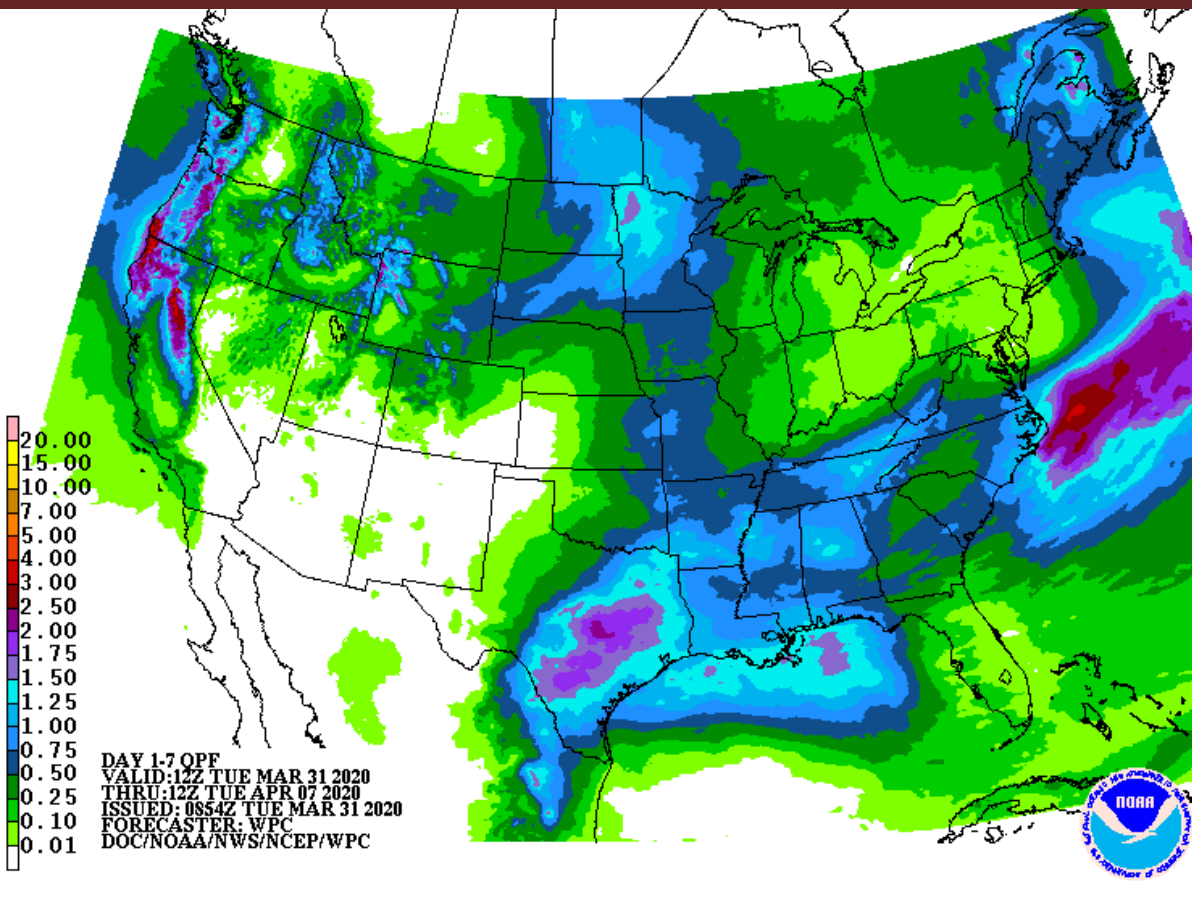 20.00
15.00
10.00
7.00
5.00
4.00
3.00
2.50
2.00
1.75
1.50
1.25
1.00
0.75
0.50
0.25
0.10
0.01
DAY 1-7 QPF
VALID:12Z TUE MAR 31 2020
THRU:12Z TUE APR 07 2020
ISSUED: 0854Z TUE MAR 31 2020
FORECASTER: WPC
DOC/NOAA/NWS/NCEP/WPC
NOAA